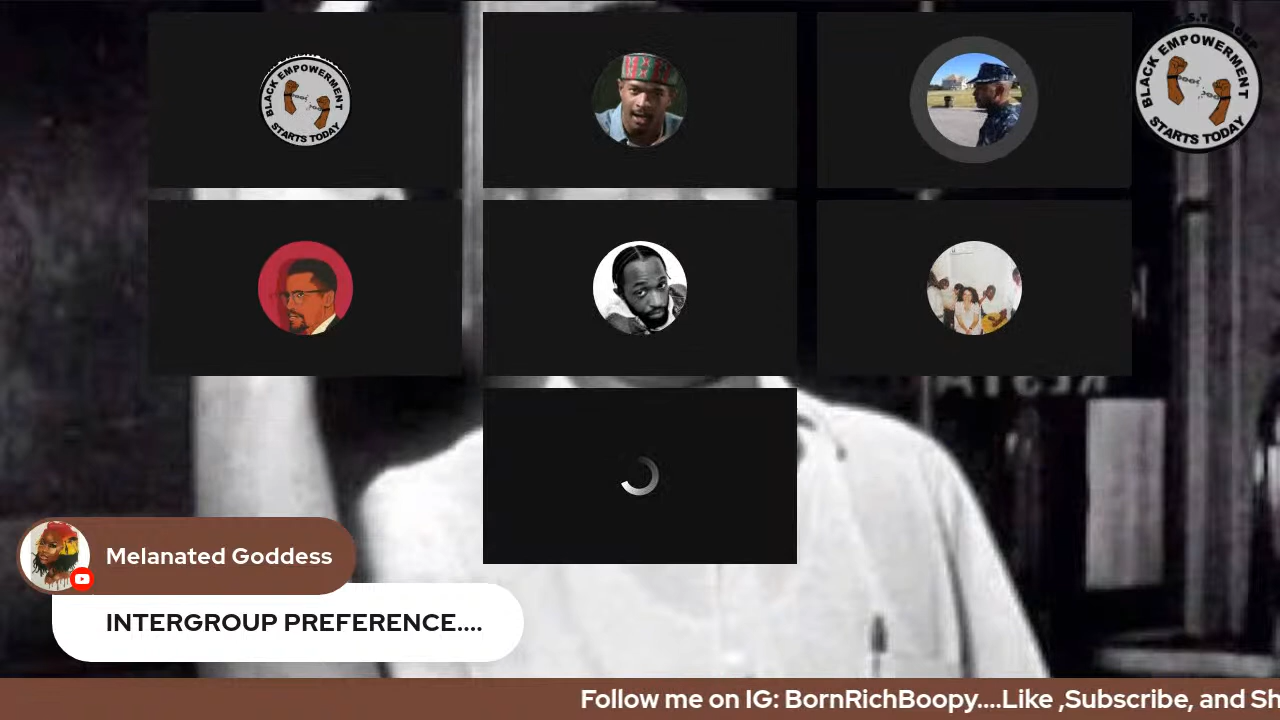 BLACK EMPOWERMENT
STARTS TODAY
BLACK EMPOWERMENT
STARTS TODAY
Melanated Goddess
INTERGROUP PREFERENCE....
Follow me on IG: BornRichBoopy....Like ,Subscribe, and Sh